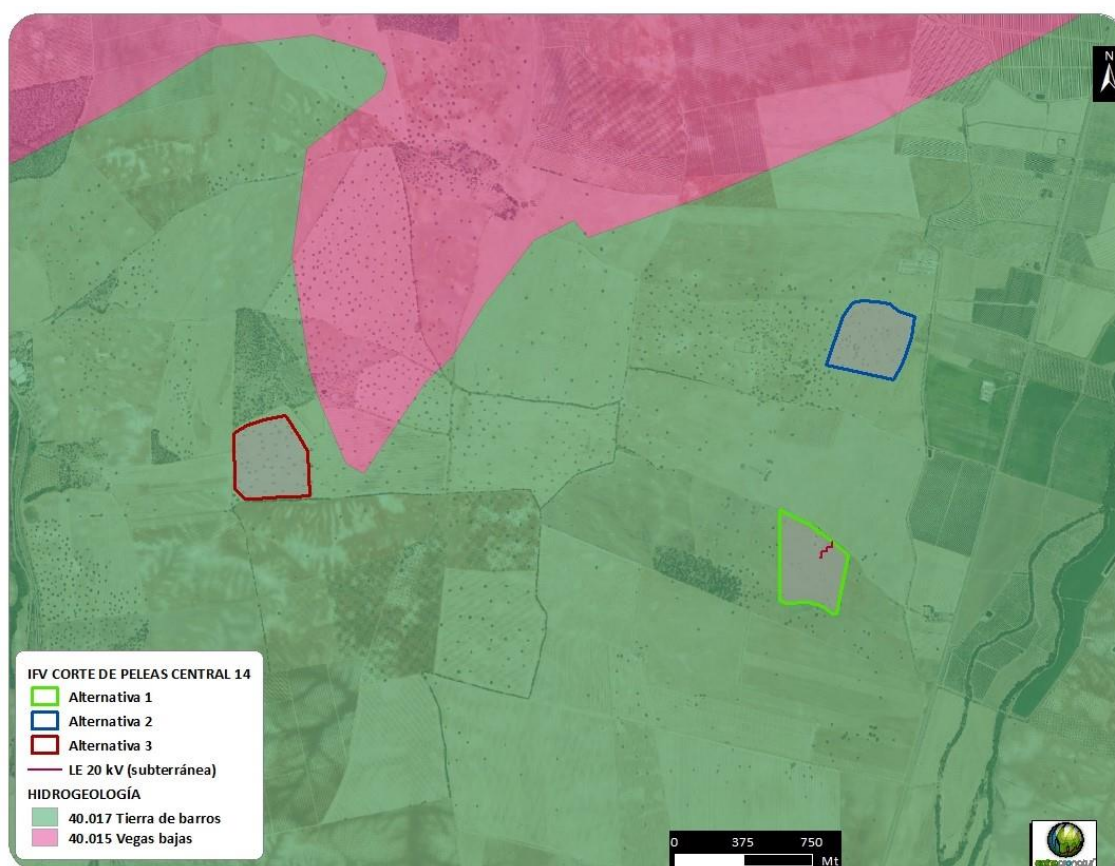 N
IFV CORTE DE PELEAS CENTRAL 14
Alternativa 1
Alternativa 2
Alternativa 3
LE 20 kV (subterránea)
HIDROGEOLOGÍA
40.017 Tierra de barros
40.015 Vegas bajas
0 375 750
Mt